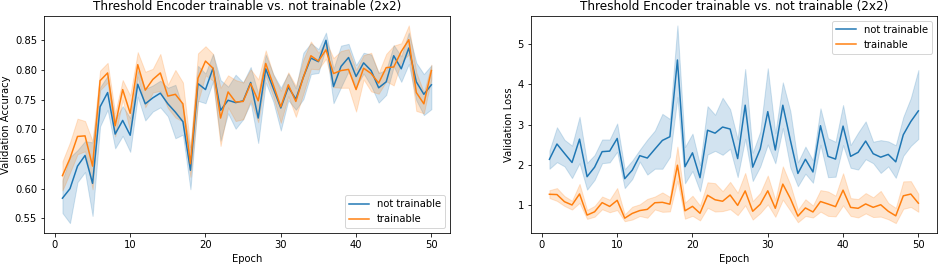 Threshold Encoder trainable vs. not trainable (2x2)
Validation Accuracy
0.85
0.80
0.75
0.70
0.65
0.60
0.55
0
10
20
30
40
50
Epoch
not trainable
trainable
Threshold Encoder trainable vs. not trainable (2x2)
Validation Loss
5
4
3
2
1
0
10
20
30
40
50
Epoch
not trainable
trainable